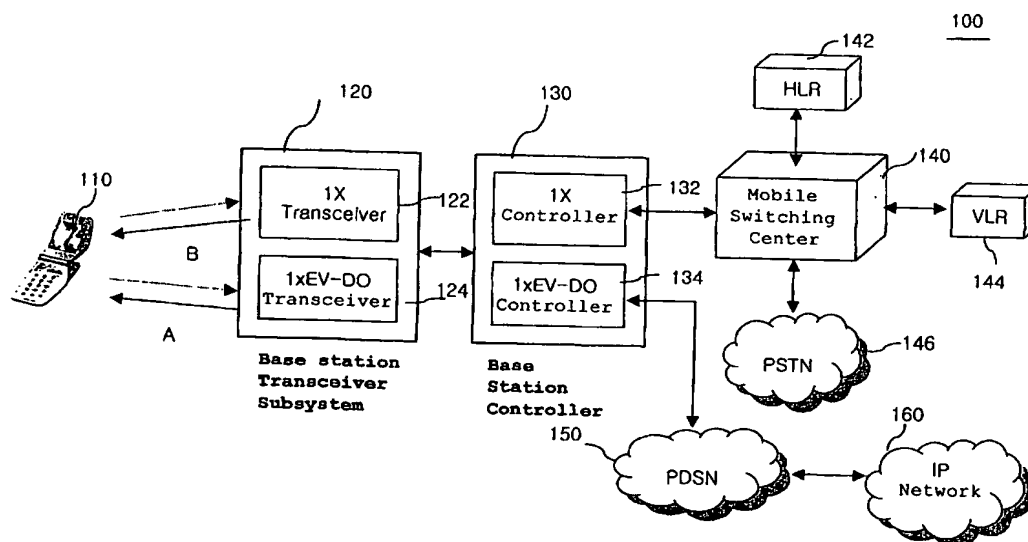 100
142
HLR
120
130
140
110
1X
Transceiver
122
1X
Controller
132
Mobile
Switching
Center
VLR
144
B
1xEV-DO
Transceiver
124
1xEV-DO
Controller
134
A
Base station
Transceiver
Subsystem
Base
Station
Controller
PSTN
146
150
PDSN
160
IP
Network